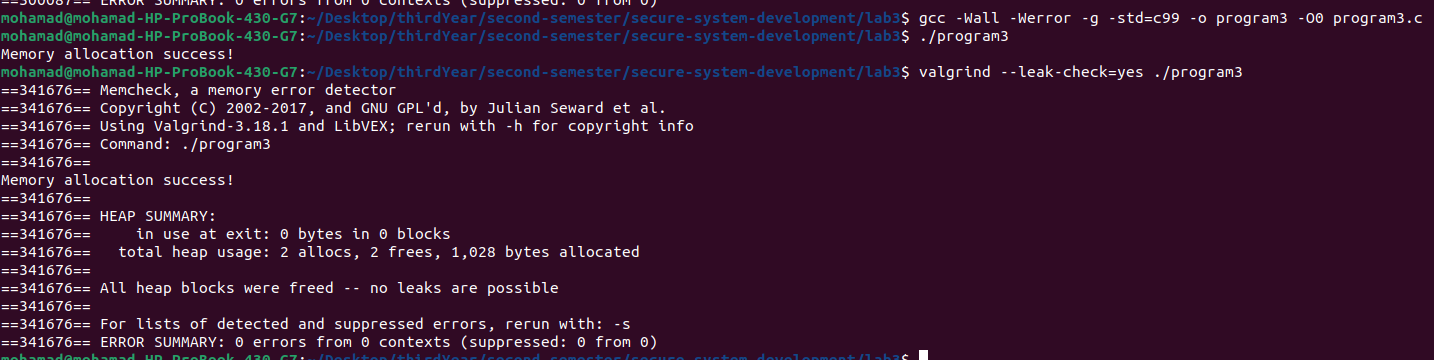 ==300087== ERROR SUMMARY: 0 errors from 0 contexts (suppressed: 0 from 0)
mohamad@mohamad-HP-ProBook-430-G7:~/Desktop/thirdYear/second-semester/secure-system-development/lab3$ gcc -Wall -Werror -g -std=c99 -o program3 -O0 program3.c
mohamad@mohamad-HP-ProBook-430-G7:~/Desktop/thirdYear/second-semester/secure-system-development/lab3$ ./program3
Memory allocation success!
mohamad@mohamad-HP-ProBook-430-G7:~/Desktop/thirdYear/second-semester/secure-system-development/lab3$ valgrind --leak-check=yes ./program3
==341676== Memcheck, a memory error detector
==341676== Copyright (C) 2002-2017, and GNU GPL'd, by Julian Seward et al.
==341676== Using Valgrind-3.18.1 and LibVEX; rerun with -h for copyright info
==341676== Command: ./program3
==341676==
Memory allocation success!
==341676==
==341676== HEAP SUMMARY:
==341676==     in use at exit: 0 bytes in 0 blocks
==341676==   total heap usage: 2 allocs, 2 frees, 1,028 bytes allocated
==341676==
==341676== All heap blocks were freed -- no leaks are possible
==341676==
==341676== For lists of detected and suppressed errors, rerun with: -s
==341676== ERROR SUMMARY: 0 errors from 0 contexts (suppressed: 0 from 0)
mohamad@mohamad-HP-ProBook-430-G7:~/Desktop/thirdYear/second-semester/secure-system-development/lab3$